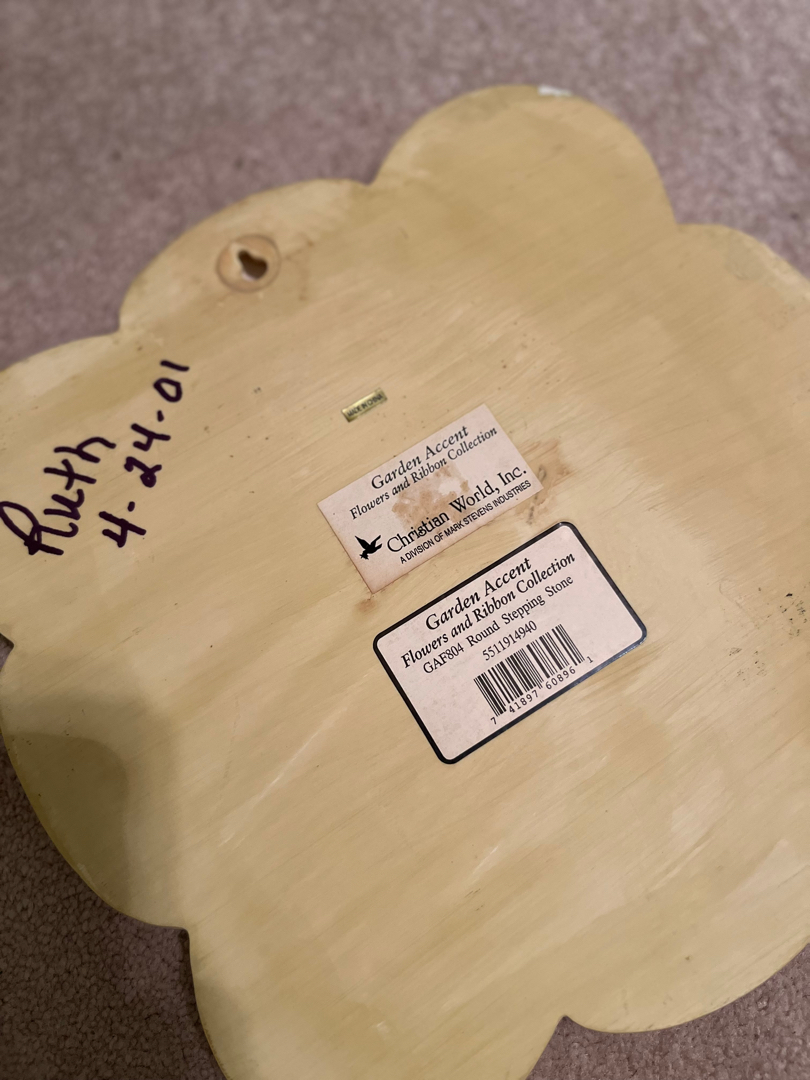 Ruth
4-24-01
Garden Accent
Flowers and Ribbon Collection
Christian World, Inc.
A DIVISION OF MARK STEVENS INDUSTRIES
Garden Accent
Flowers and Ribbon Collection
GAF804 Round Stepping Stone
5511914940
7 41897 60896 1